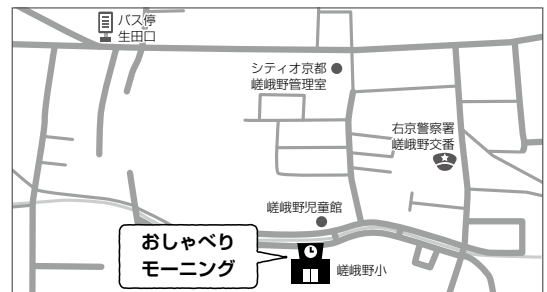 バス停
生田口
シティオ京都
嵯峨野管理室
右京警察署
嵯峨野交番
嵯峨野児童館
おしゃべり
モーニング
嵯峨野小